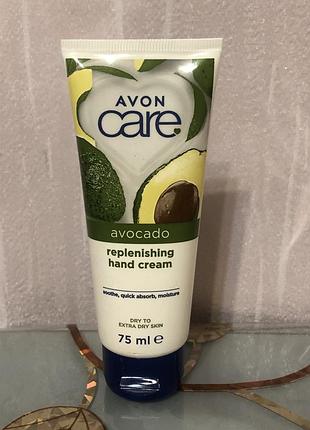 AVON
care
avocado
replenishing
hand cream
soothe, quick absorb, moisture
DRY TO
EXTRA DRY SKIN
75 ml e